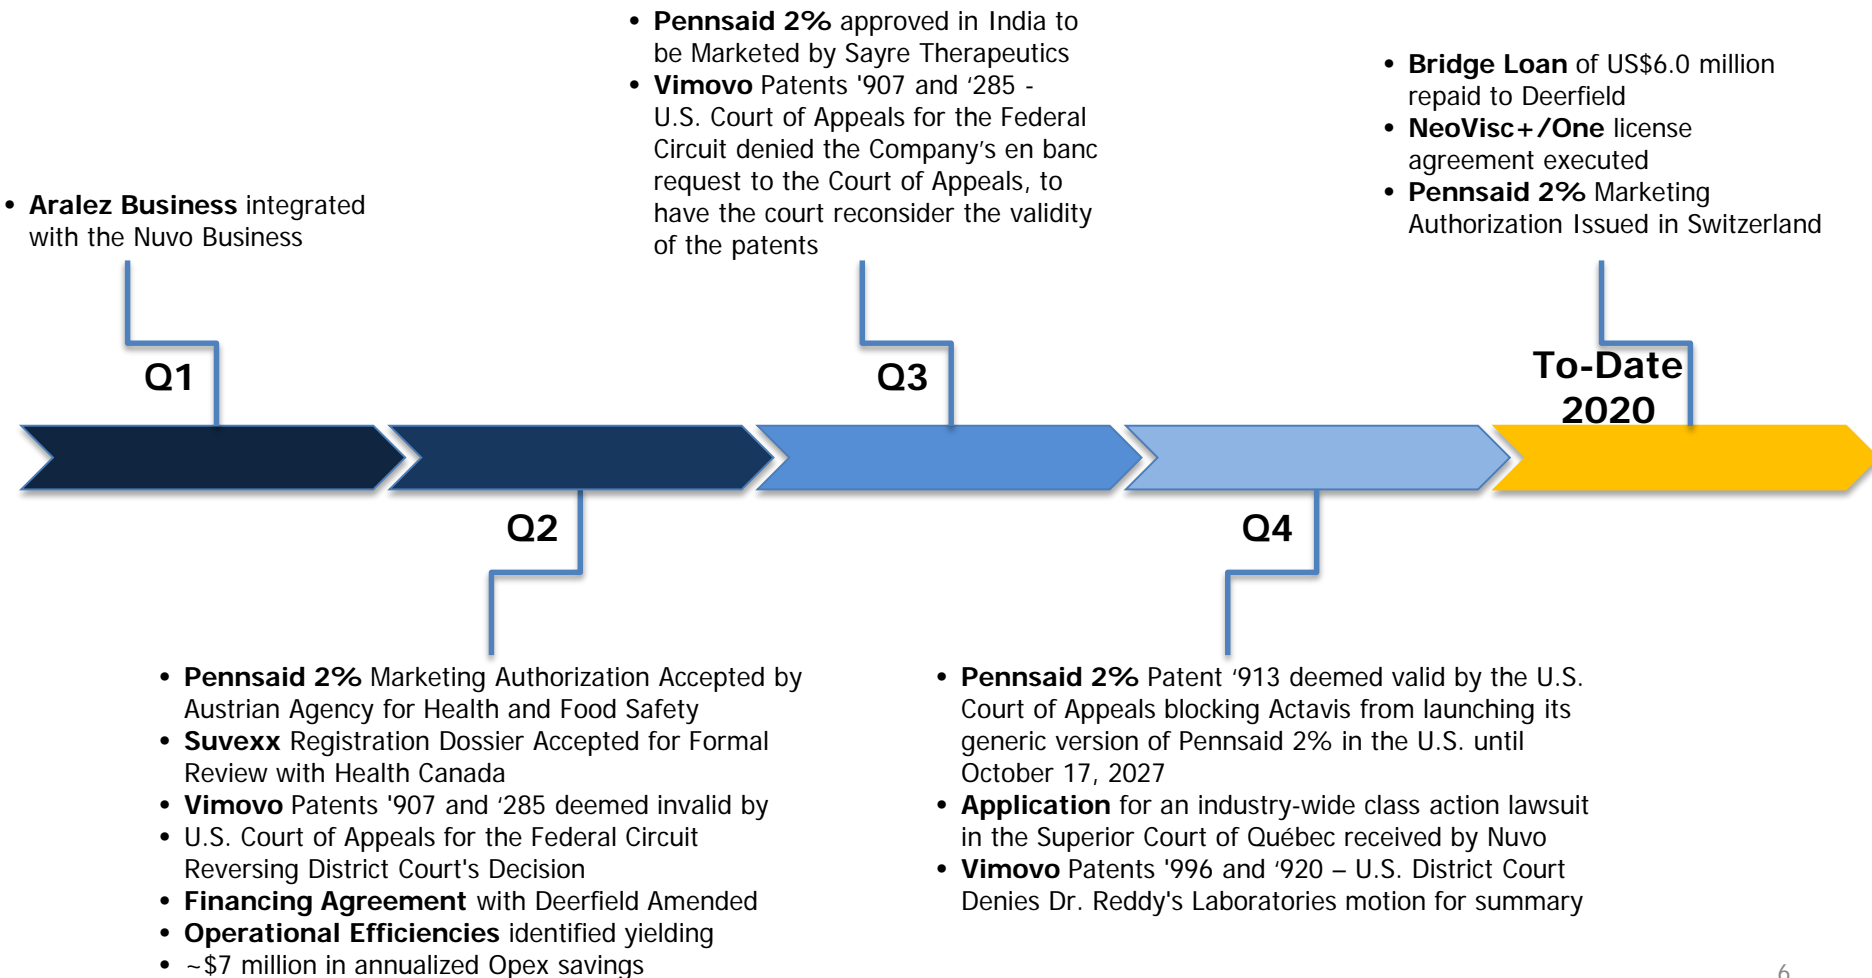 • Aralez Business integrated
with the Nuvo Business
Q1
• Pennsaid 2% Marketing Authorization Accepted by
Austrian Agency for Health and Food Safety
• Suvexx Registration Dossier Accepted for Formal
Review with Health Canada
• Vimovo Patents '907 and ‘285 deemed invalid by
• U.S. Court of Appeals for the Federal Circuit
Reversing District Court's Decision
• Financing Agreement with Deerfield Amended
• Operational Efficiencies identified yielding
• ~$7 million in annualized Opex savings
Q2
• Pennsaid 2% approved in India to
be Marketed by Sayre Therapeutics
• Vimovo Patents '907 and ‘285 -
U.S. Court of Appeals for the Federal
Circuit denied the Company’s en banc
request to the Court of Appeals, to
have the court reconsider the validity
of the patents
Q3
Q4
• Pennsaid 2% Patent ‘913 deemed valid by the U.S.
Court of Appeals blocking Actavis from launching its
generic version of Pennsaid 2% in the U.S. until
October 17, 2027
• Application for an industry-wide class action lawsuit
in the Superior Court of Québec received by Nuvo
• Vimovo Patents '996 and ‘920 – U.S. District Court
Denies Dr. Reddy's Laboratories motion for summary
• Bridge Loan of US$6.0 million
repaid to Deerfield
• NeoVisc+/One license
agreement executed
• Pennsaid 2% Marketing
Authorization Issued in Switzerland
To-Date
2020
6